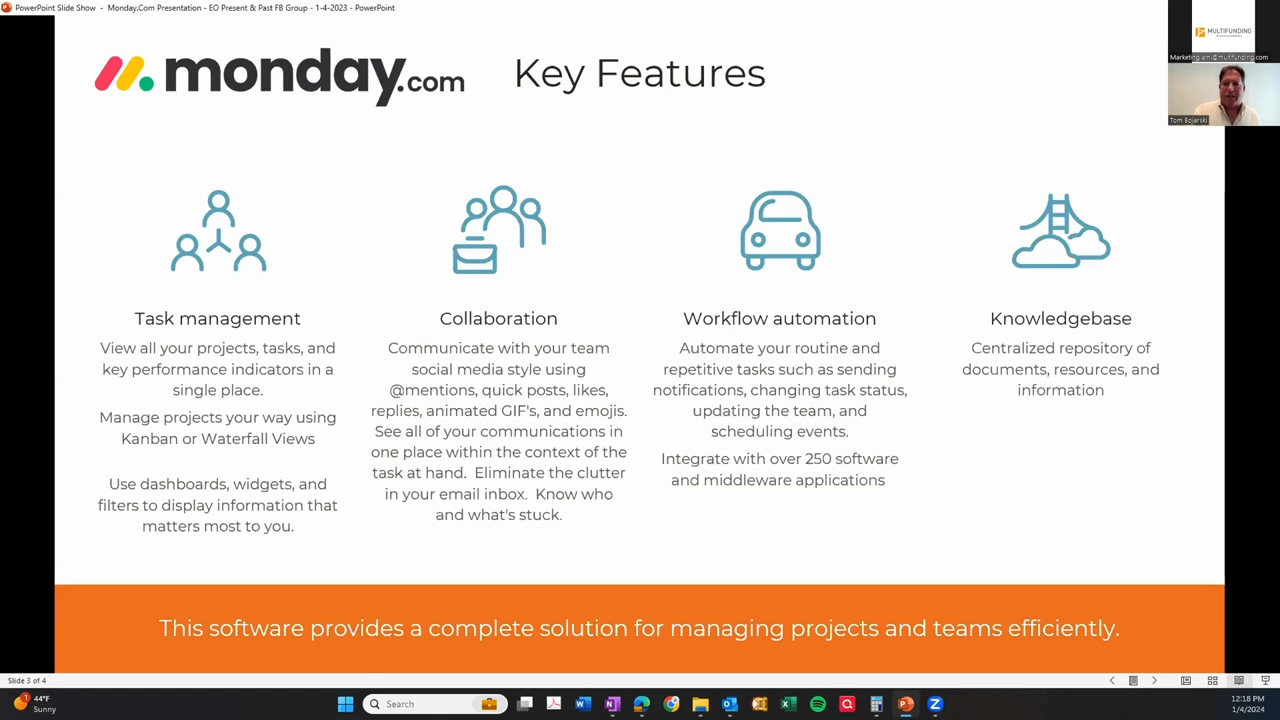 PowerPoint Slide Show - Monday.Com Presentation - EO Present & Past FB Group - 1-4-2023 - PowerPoint
MULTIFUNDING
Tom Bojarski
monday.com
Key Features
Task management
View all your projects, tasks, and
key performance indicators in a
single place.
Manage projects your way using
Kanban or Waterfall Views
Use dashboards, widgets, and
filters to display information that
matters most to you.
Collaboration
Communicate with your team
social media style using
@mentions, quick posts, likes,
replies, animated GIF's, and emojis.
See all of your communications in
one place within the context of the
task at hand. Eliminate the clutter
in your email inbox. Know who
and what's stuck.
Workflow automation
Automate your routine and
repetitive tasks such as sending
notifications, changing task status,
updating the team, and
scheduling events.
Integrate with over 250 software
and middleware applications
Knowledgebase
Centralized repository of
documents, resources, and
information
This software provides a complete solution for managing projects and teams efficiently.
Slide 3 of 4
1
44°F
Sunny
Search
12:18 PM
1/4/2024